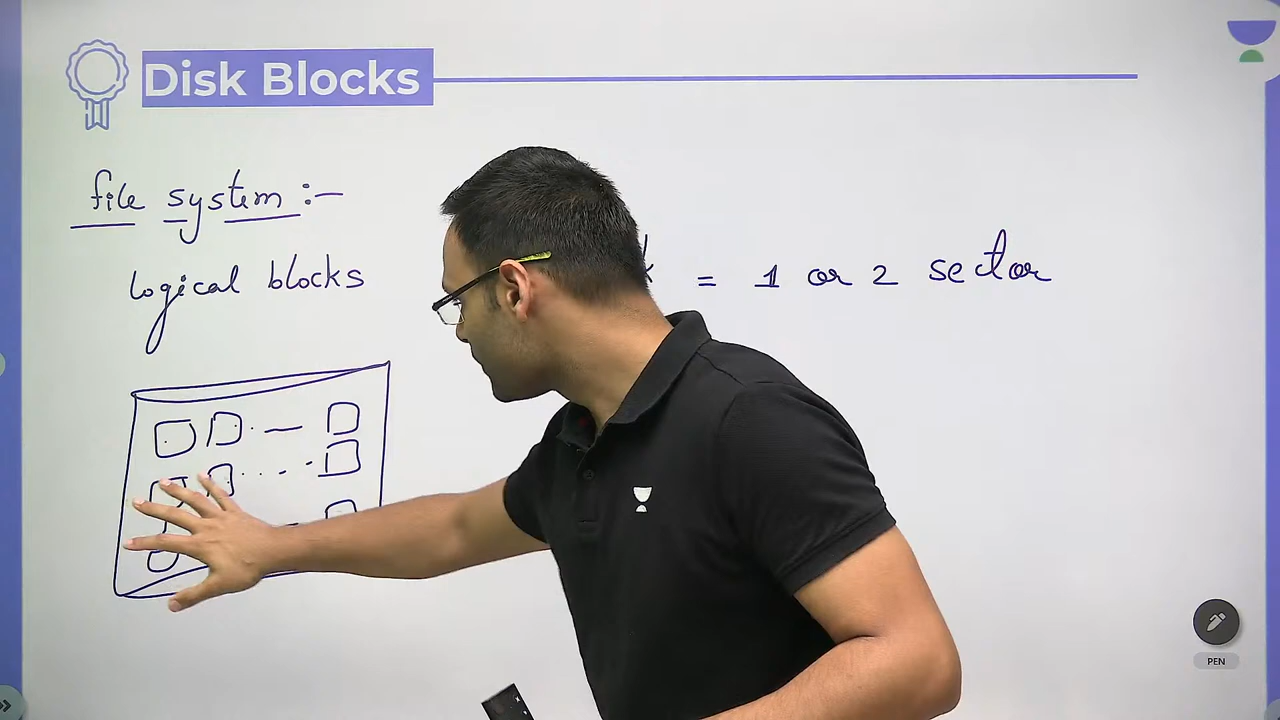 Disk Blocks
file system :-
logical blocks
= 1 or 2 sector
PEN